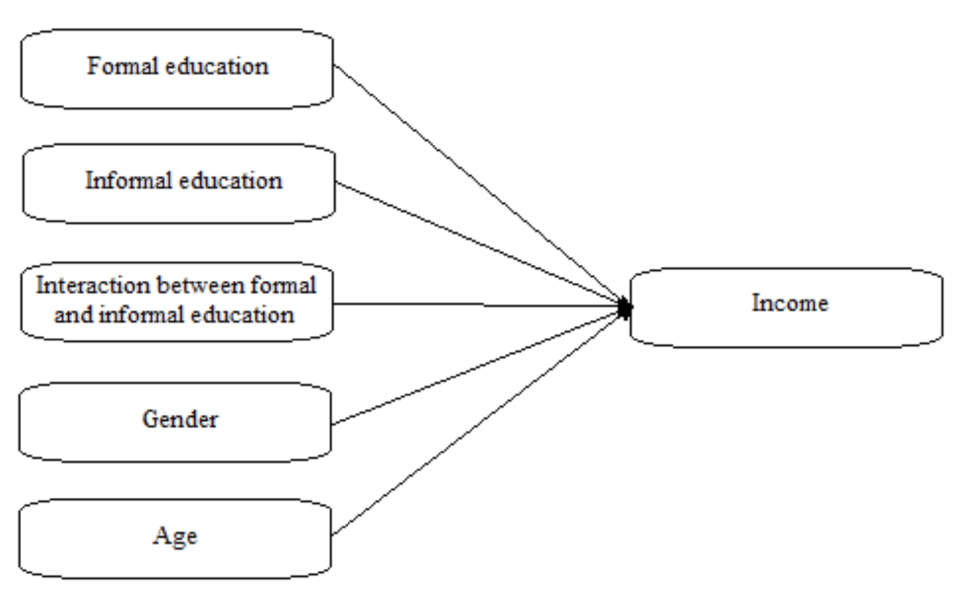 Formal education
Informal education
Interaction between formal
and informal education
Gender
Age
Income